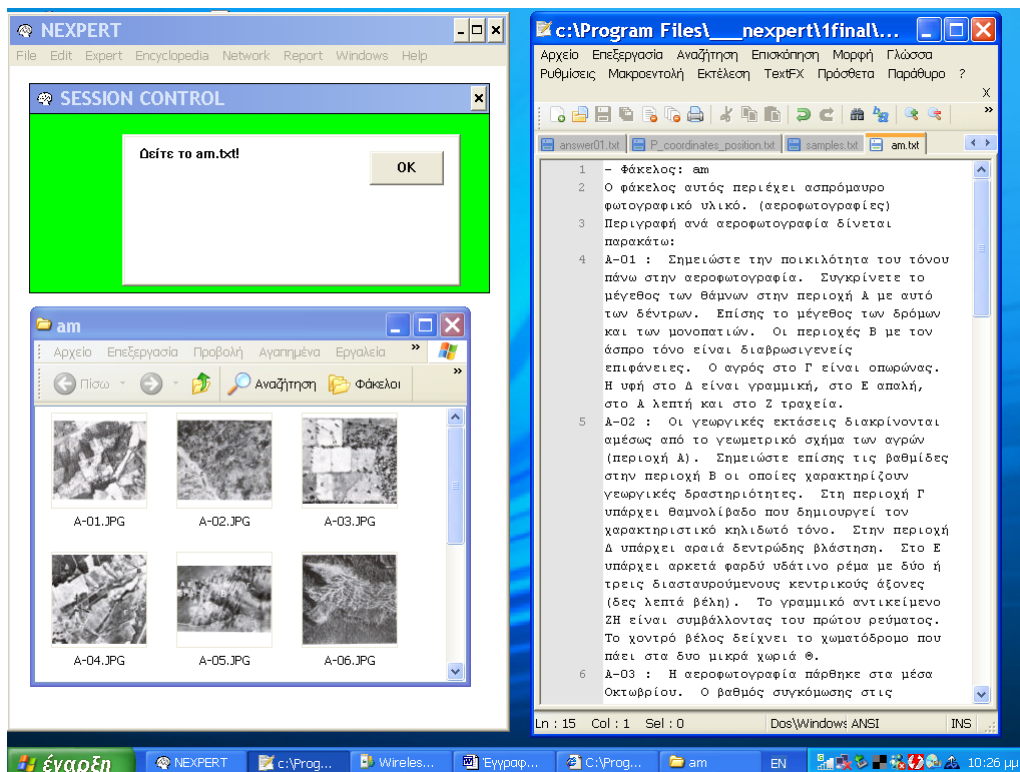 NEXPERT
File Edit Expert Encyclopedia Network Report Windows Help
SESSION CONTROL
Δείτε το am.txt!
OK
am
Αρχείο Επεξεργασία Προβολή Αγαπημένα Εργαλεία »
Πίσω Αναζήτηση Φάκελοι »
A-01.JPG A-02.JPG A-03.JPG
A-04.JPG A-05.JPG A-06.JPG
c:\Program Files\___nexpert\1final\...
Αρχείο Επεξεργασία Αναζήτηση Επισκόπηση Μορφή Γλώσσα
Ρυθμίσεις Μακροεντολή Εκτέλεση TextFX Πρόσθετα Παράθυρο ?
X
»
answer01.txt P_coordinates_position.txt samples.txt am.txt
1 - Φάκελος: am
2 Ο φάκελος αυτός περιέχει ασπρόμαυρο
φωτογραφικό υλικό. (αεροφωτογραφίες)
3 Περιγραφή ανά αεροφωτογραφία δίνεται
παρακάτω:
4 Α-01 : Σημειώστε την ποικιλότητα του τόνου
πάνω στην αεροφωτογραφία. Συγκρίνετε το
μέγεθος των θάμνων στην περιοχή Α με αυτό
των δέντρων. Επίσης το μέγεθος των δρόμων
και των μονοπατιών. Οι περιοχές Β με τον
άσπρο τόνο είναι διαβρωσιγενείς
επιφάνειες. Ο αγρός στο Γ είναι οπωρώνας.
Η υφή στο Δ είναι γραμμική, στο Ε απαλή,
στο Α λεπτή και στο Ζ τραχεία.
5 Α-02 : Οι γεωργικές εκτάσεις διακρίνονται
αμέσως από το γεωμετρικό σχήμα των αγρών
(περιοχή Α). Σημειώστε επίσης τις βαθμίδες
στην περιοχή Β οι οποίες χαρακτηρίζουν
γεωργικές δραστηριότητες. Στη περιοχή Γ
υπάρχει θαμνολίβαδο που δημιουργεί τον
χαρακτηριστικό κηλιδωτό τόνο. Στην περιοχή
Δ υπάρχει αραιά δεντρώδης βλάστηση. Στο Ε
υπάρχει αρκετά φαρδύ υδάτινο ρέμα με δύο ή
τρεις διασταυρούμενους κεντρικούς άξονες
(δες λεπτά βέλη). Το γραμμικό αντικείμενο
ΖΗ είναι συμβάλλοντας του πρώτου ρεύματος.
Το χοντρό βέλος δείχνει το χωματόδρομο που
πάει στα δυο μικρά χωριά Θ.
6 Α-03 : Η αεροφωτογραφία πάρθηκε στα μέσα
Οκτωβρίου. Ο βαθμός συγκόμωσης στις
Ln : 15 Col : 1 Sel : 0 Dos\Windows ANSI INS
έναρξη NEXPERT c:\Prog... Wireles... Έγγραφ... C:\Prog... am EN 10:26 μμ